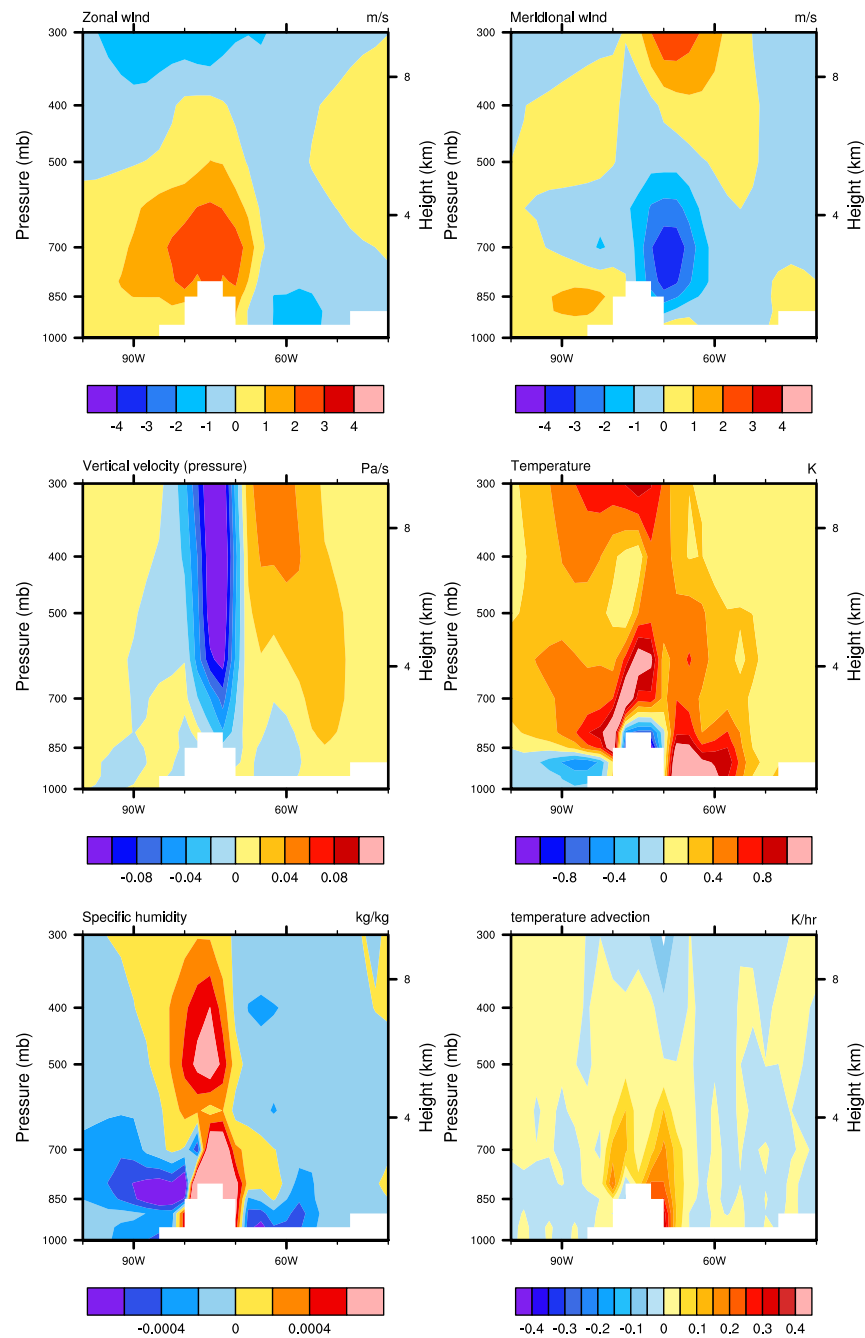 Zonal wind m/s
300
400
500
700
850
1000
Pressure (mb)
8
4
Height (km)
90W 60W
-4 -3 -2 -1 0 1 2 3 4
Meridional wind m/s
300
400
500
700
850
1000
Pressure (mb)
8
4
Height (km)
90W 60W
-4 -3 -2 -1 0 1 2 3 4
Vertical velocity (pressure) Pa/s
300
400
500
700
850
1000
Pressure (mb)
8
4
Height (km)
90W 60W
-0.08 -0.04 0 0.04 0.08
Temperature K
300
400
500
700
850
1000
Pressure (mb)
8
4
Height (km)
90W 60W
-0.8 -0.4 0 0.4 0.8
Specific humidity kg/kg
300
400
500
700
850
1000
Pressure (mb)
8
4
Height (km)
90W 60W
-0.0004 0 0.0004
temperature advection K/hr
300
400
500
700
850
1000
Pressure (mb)
8
4
Height (km)
90W 60W
-0.4 -0.3 -0.2 -0.1 0 0.1 0.2 0.3 0.4